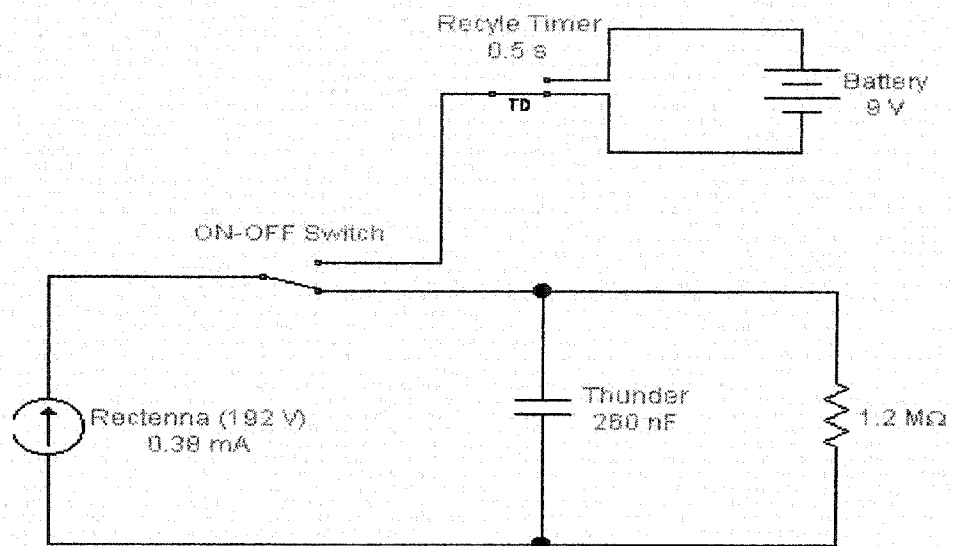 Recyle Timer
0.5 s
TD
Battery
9 V
ON-OFF Switch
Rectenna (192 V)
0.38 mA
Thunder
260 nF
1.2 MΩ